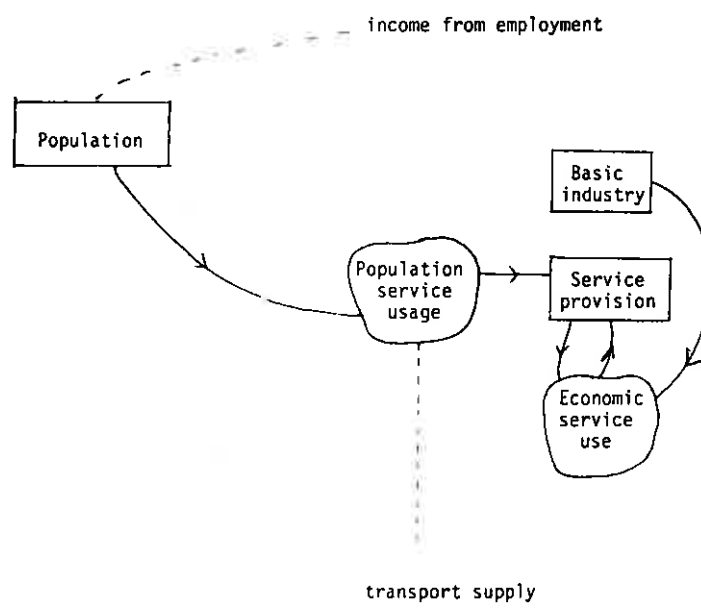 income from employment
Population
Basic
industry
Population
service
usage
Service
provision
Economic
service
use
transport supply